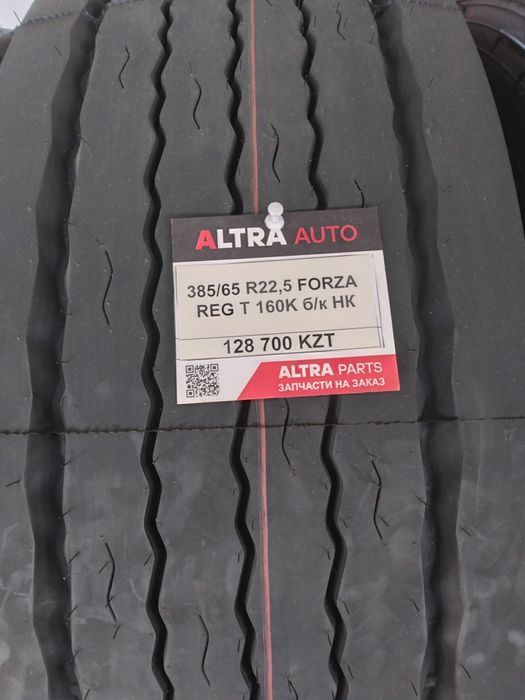 ALTRA AUTO
385/65 R22,5 FORZA
REG T 160K б/к НК
128 700 KZT
ALTRA PARTS
ЗАПЧАСТИ НА ЗАКАЗ